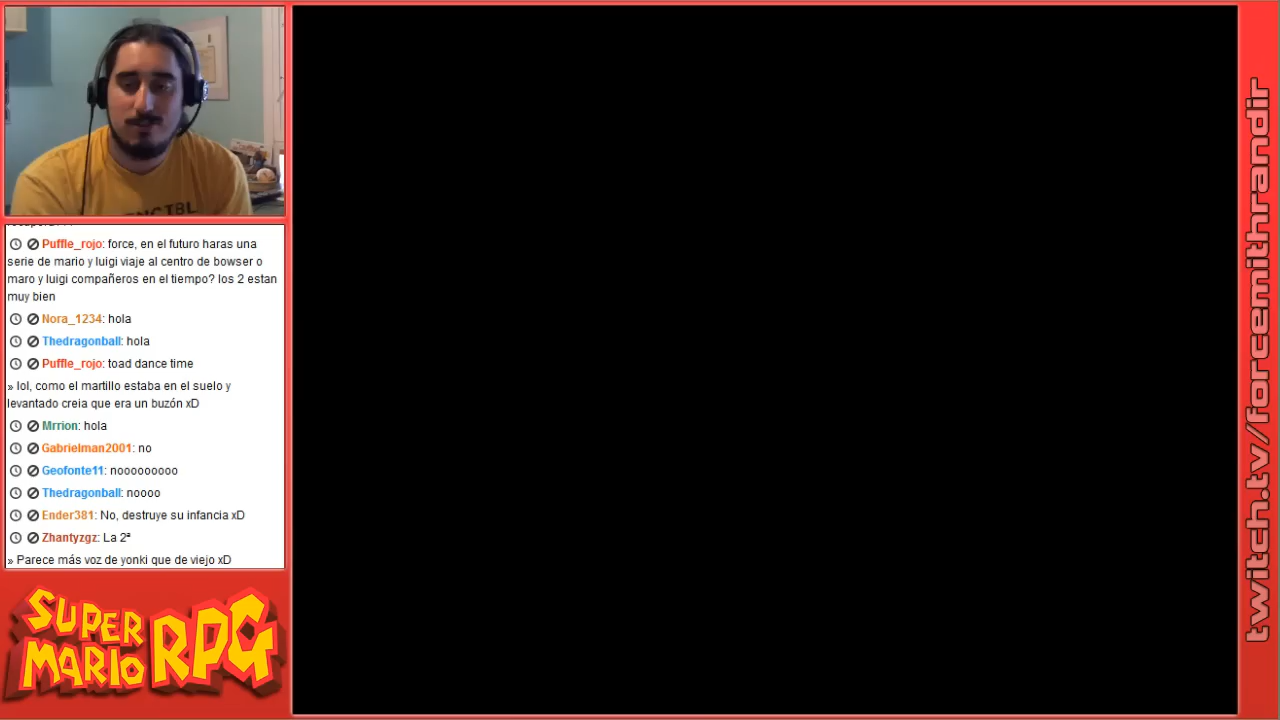 Puffle_rojo: force, en el futuro haras una
serie de mario y luigi viaje al centro de bowser o
maro y luigi compañeros en el tiempo? los 2 estan
muy bien
Nora_1234: hola
Thedragonball: hola
Puffle_rojo: toad dance time
» lol, como el martillo estaba en el suelo y
levantado creia que era un buzón xD
Mrrion: hola
Gabrielman2001: no
Geofonte11: nooooooooo
Thedragonball: noooo
Ender381: No, destruye su infancia xD
Zhantyzgz: La 2ª
» Parece más voz de yonki que de viejo xD
SUPER
MARIO RPG
twitch.tv/forcemithrandir